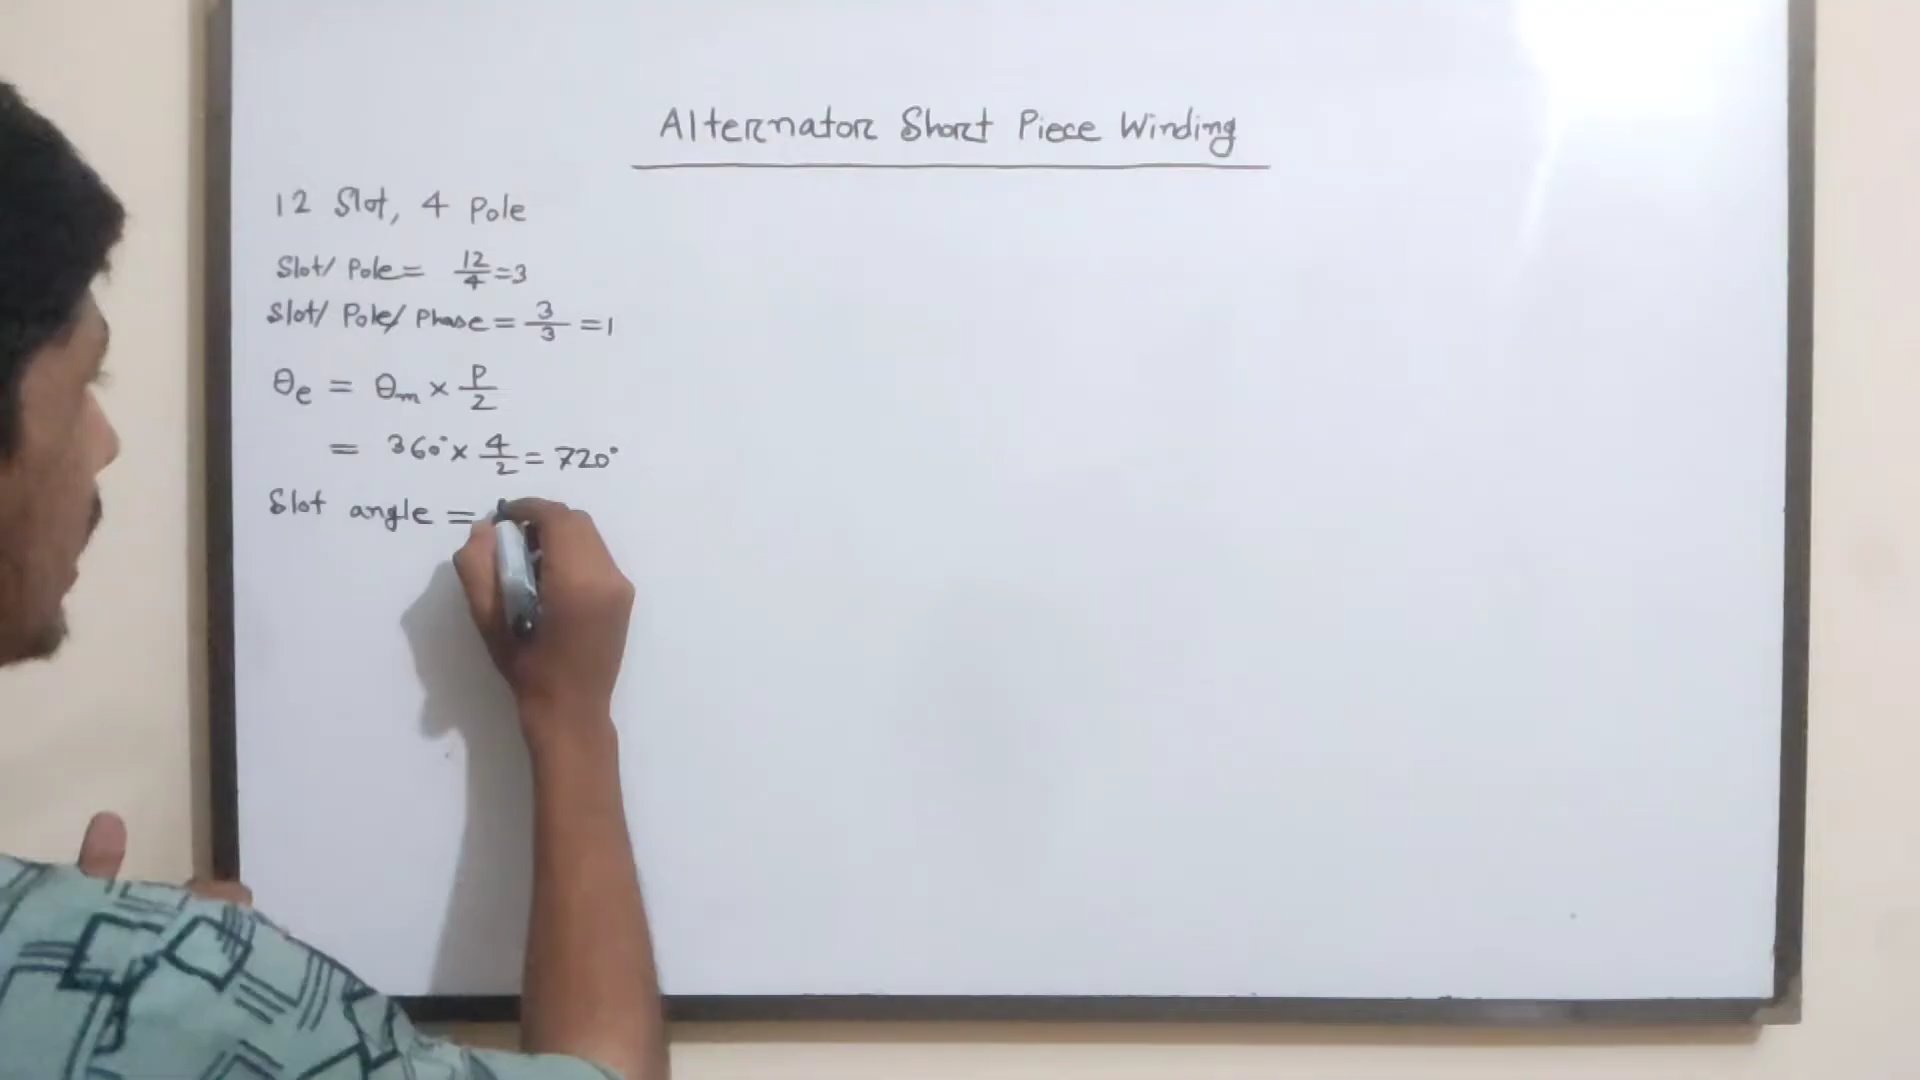 Alternator Short Piece Winding
12 Slot, 4 Pole
Slot/ Pole = 12/4 = 3
Slot/ Pole/ Phase = 3/3 = 1
θe = θm × P/2
= 360° × 4/2 = 720°
Slot angle =